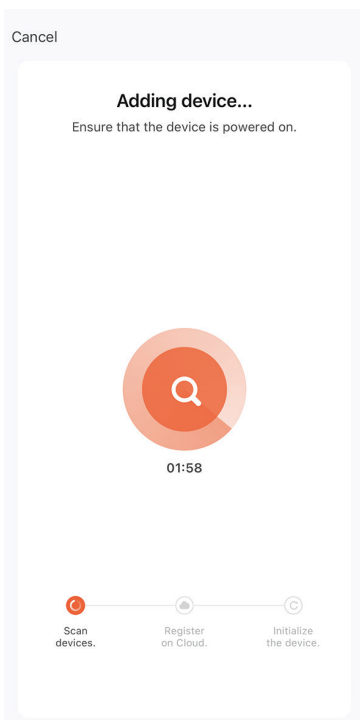 Cancel
Adding device...
Ensure that the device is powered on.
01:58
Scan
devices.
Register
on Cloud.
Initialize
the device.